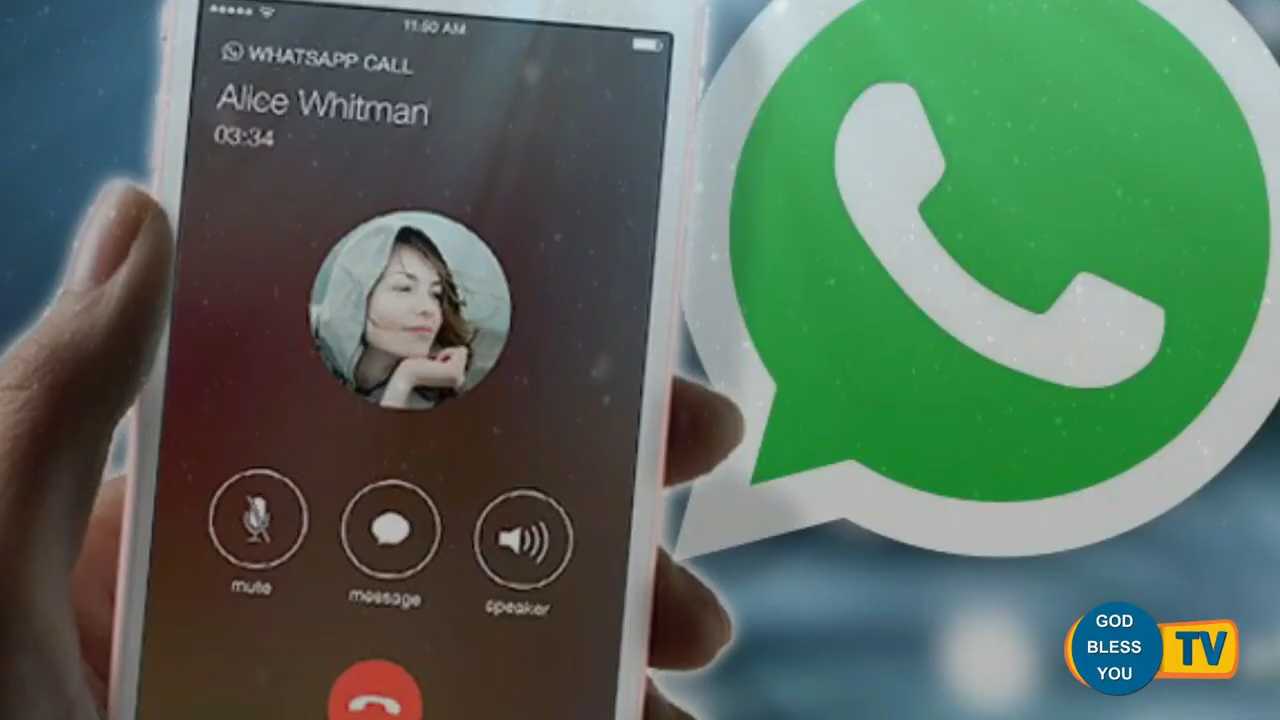 11:50 AM
WHATSAPP CALL
Alice Whitman
03:34
mute
message
speaker
GOD
BLESS
YOU
TV